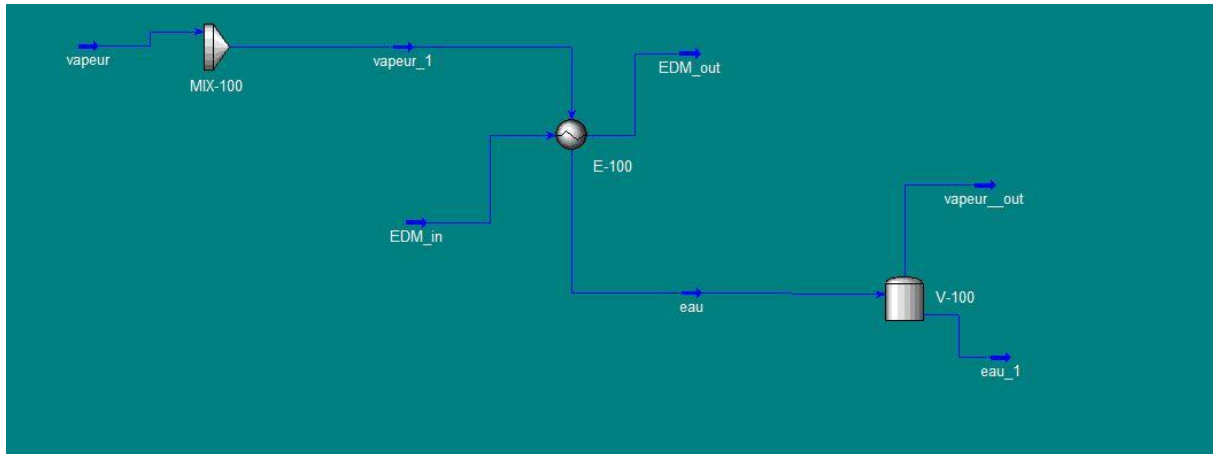 vapeur
MIX-100
vapeur_1
EDM_out
E-100
EDM_in
vapeur__out
V-100
eau
eau_1